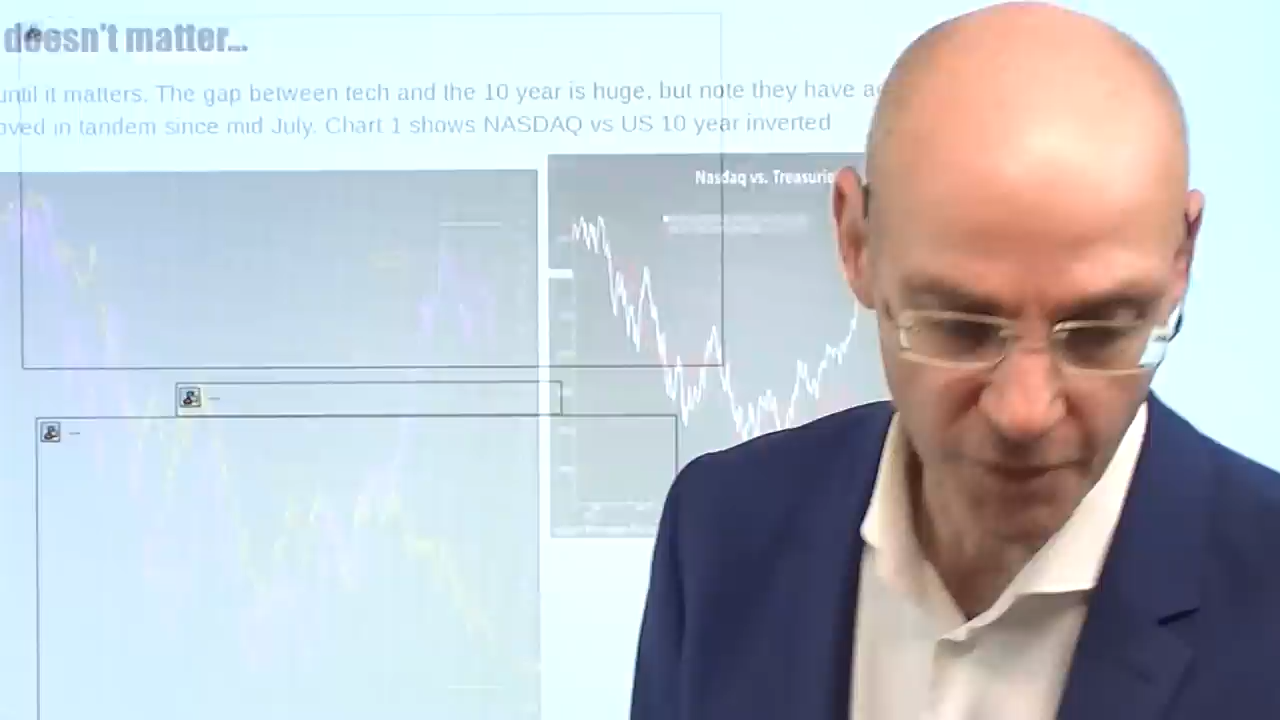 doesn't matter...
until it matters. The gap between tech and the 10 year is huge, but note they have
oved in tandem since mid July. Chart 1 shows NASDAQ vs US 10 year inverted
Nasdaq vs. Treasurie